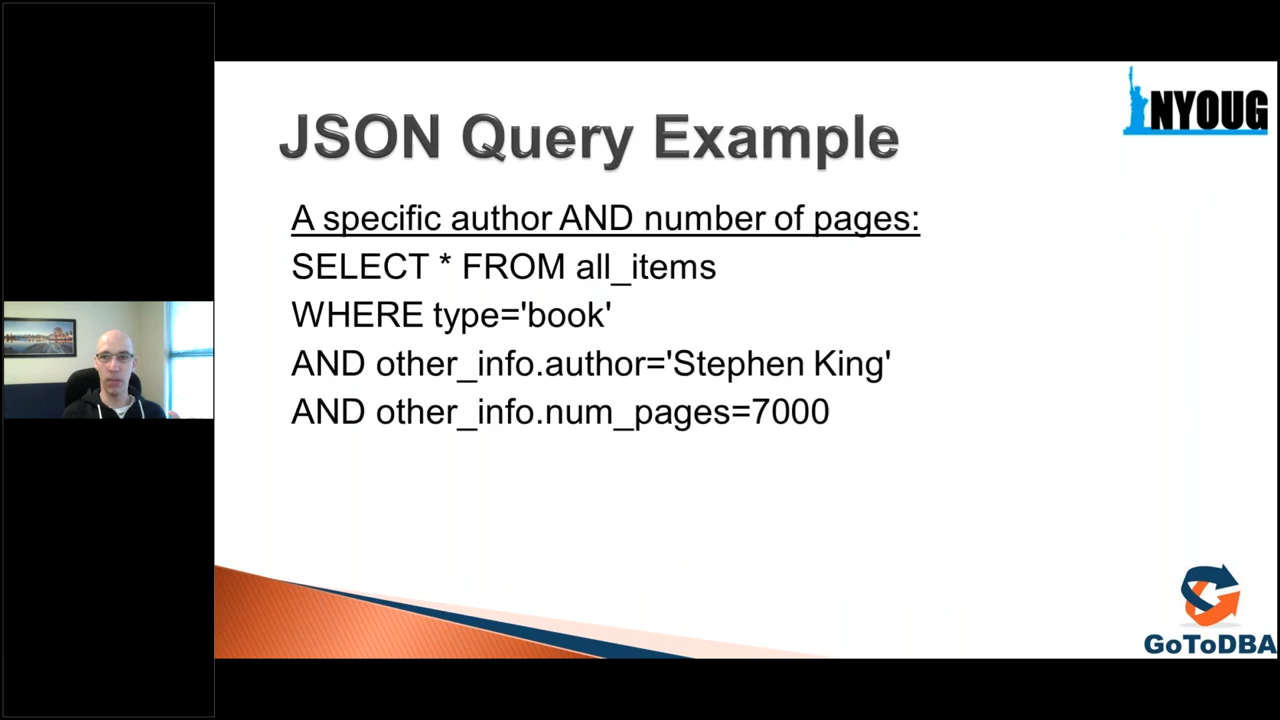 NYOUG
JSON Query Example
A specific author AND number of pages:
SELECT * FROM all_items
WHERE type='book'
AND other_info.author='Stephen King'
AND other_info.num_pages=7000
GoToDBA